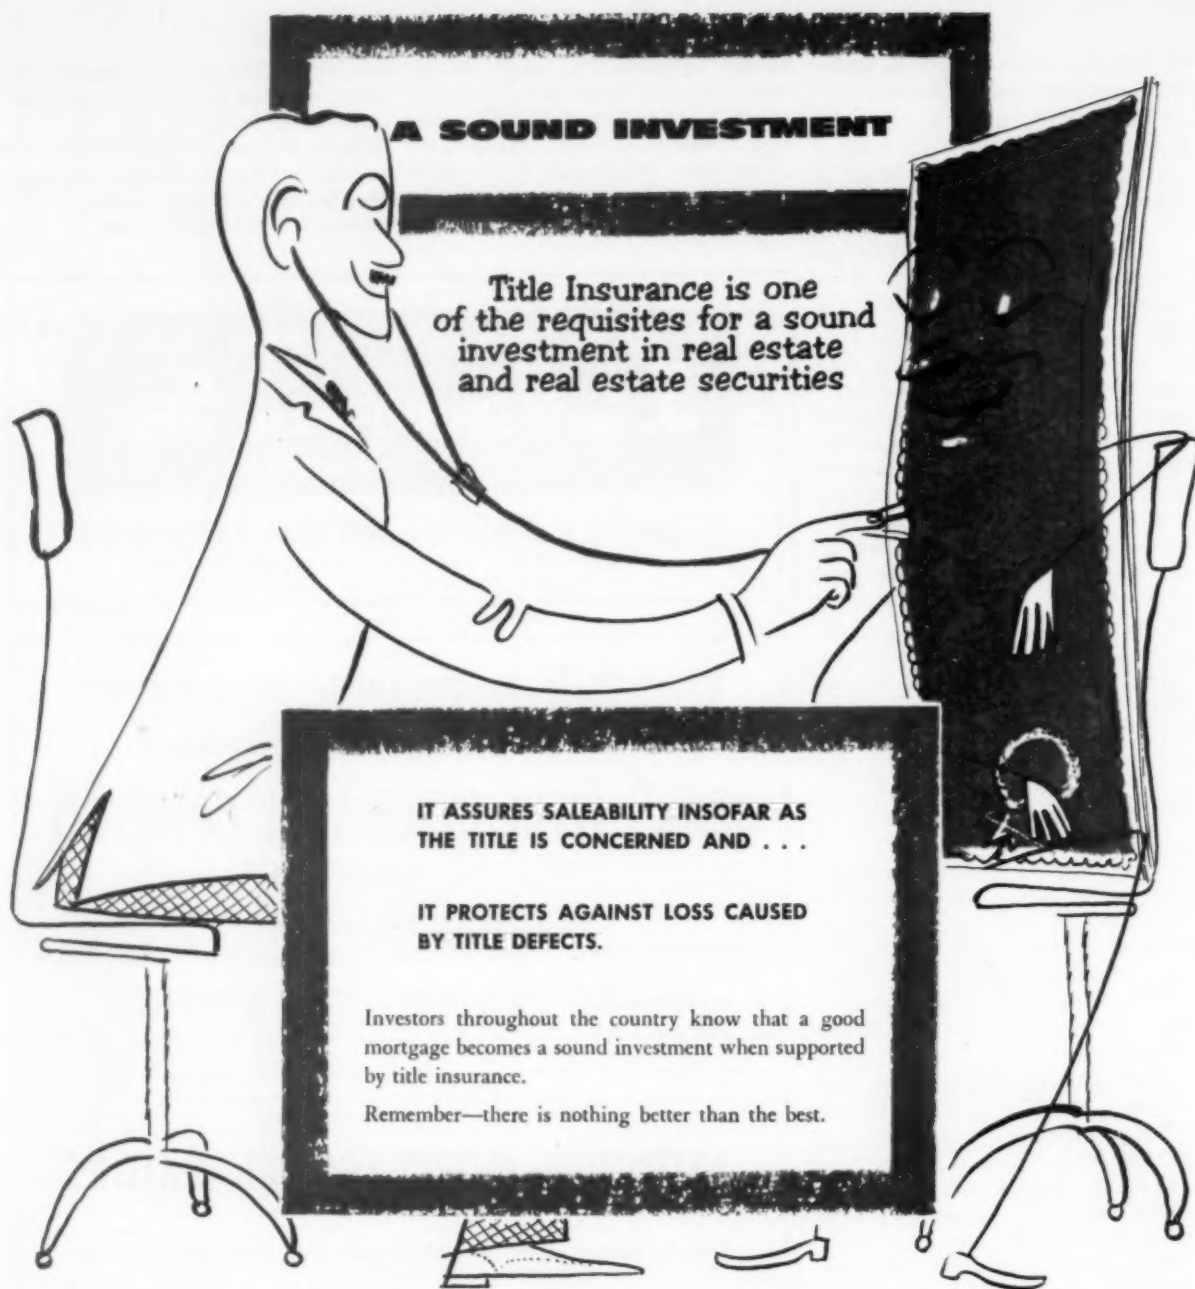 A SOUND INVESTMENT
Title Insurance is one
of the requisites for a sound
investment in real estate
and real estate securities
IT ASSURES SALEABILITY INSOFAR AS
THE TITLE IS CONCERNED AND . . .
IT PROTECTS AGAINST LOSS CAUSED
BY TITLE DEFECTS.
Investors throughout the country know that a good
mortgage becomes a sound investment when supported
by title insurance.
Remember—there is nothing better than the best.